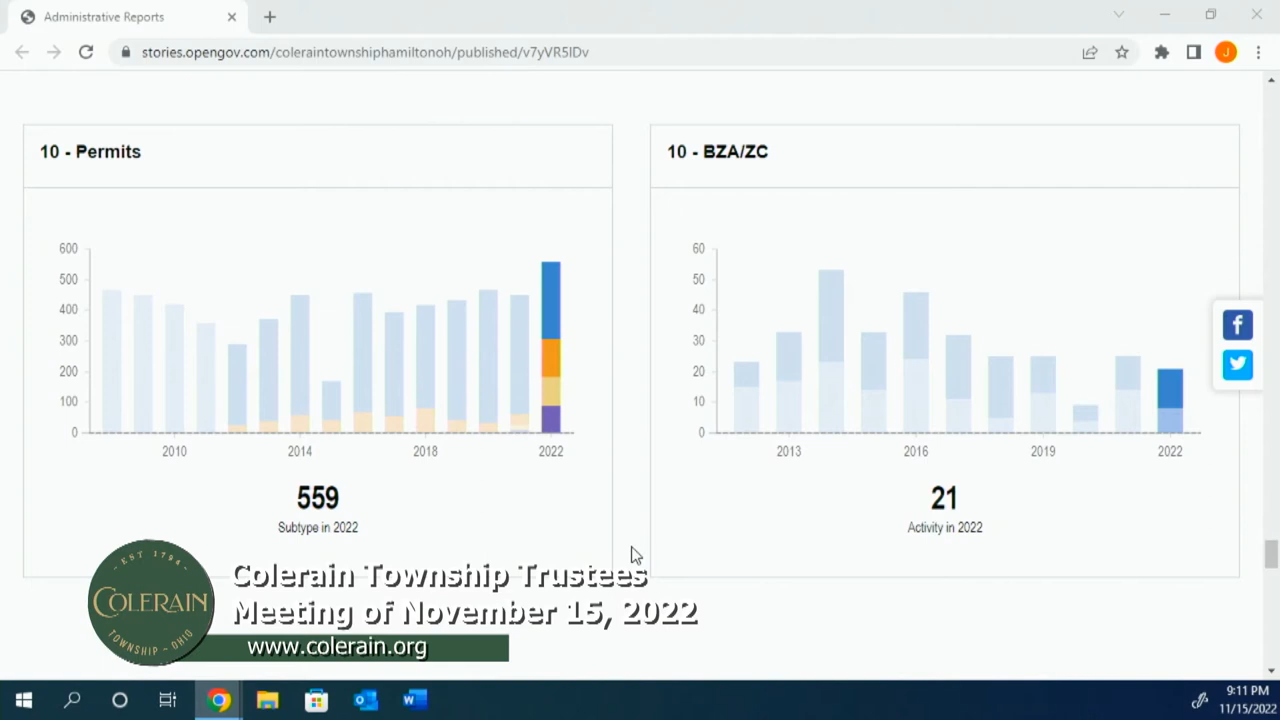 Administrative Reports
stories.opengov.com/coleraintownshiphamiltonoh/published/v7yVR5IDv
J
10 - Permits
600
500
400
300
200
100
0
2010 2014 2018 2022
559
Subtype in 2022
10 - BZA/ZC
60
50
40
30
20
10
0
2013 2016 2019 2022
21
Activity in 2022
EST 1794
COLERAIN
TOWNSHIP ~ OHIO
Colerain Township Trustees
Meeting of November 15, 2022
www.colerain.org
9:11 PM
11/15/2022